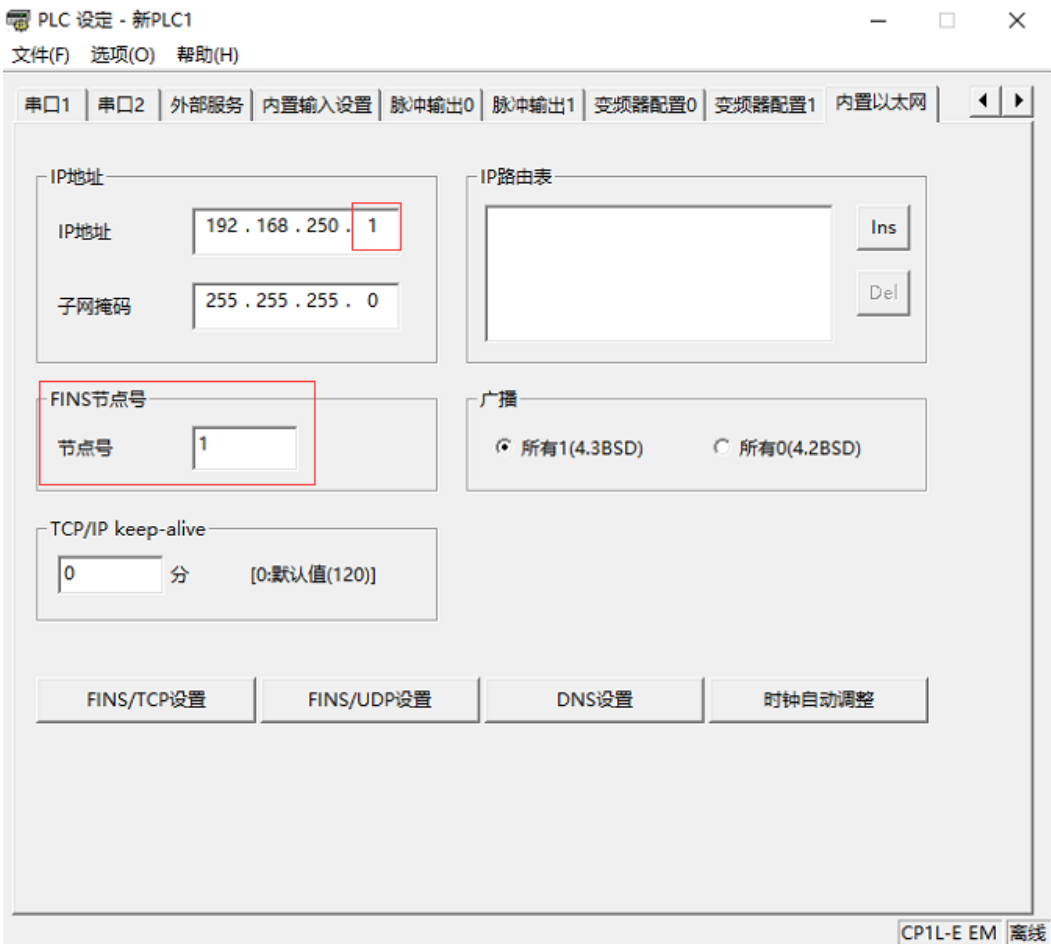 PLC 设定 - 新PLC1
文件(F) 选项(O) 帮助(H)
串口1 串口2 外部服务 内置输入设置 脉冲输出0 脉冲输出1 变频器配置0 变频器配置1 内置以太网
IP地址
IP地址 192 . 168 . 250 . 1
子网掩码 255 . 255 . 255 . 0
IP路由表
Ins
Del
FINS节点号
节点号 1
广播
所有1(4.3BSD) 所有0(4.2BSD)
TCP/IP keep-alive
0 分 [0:默认值(120)]
FINS/TCP设置 FINS/UDP设置 DNS设置 时钟自动调整
CP1L-E EM 离线